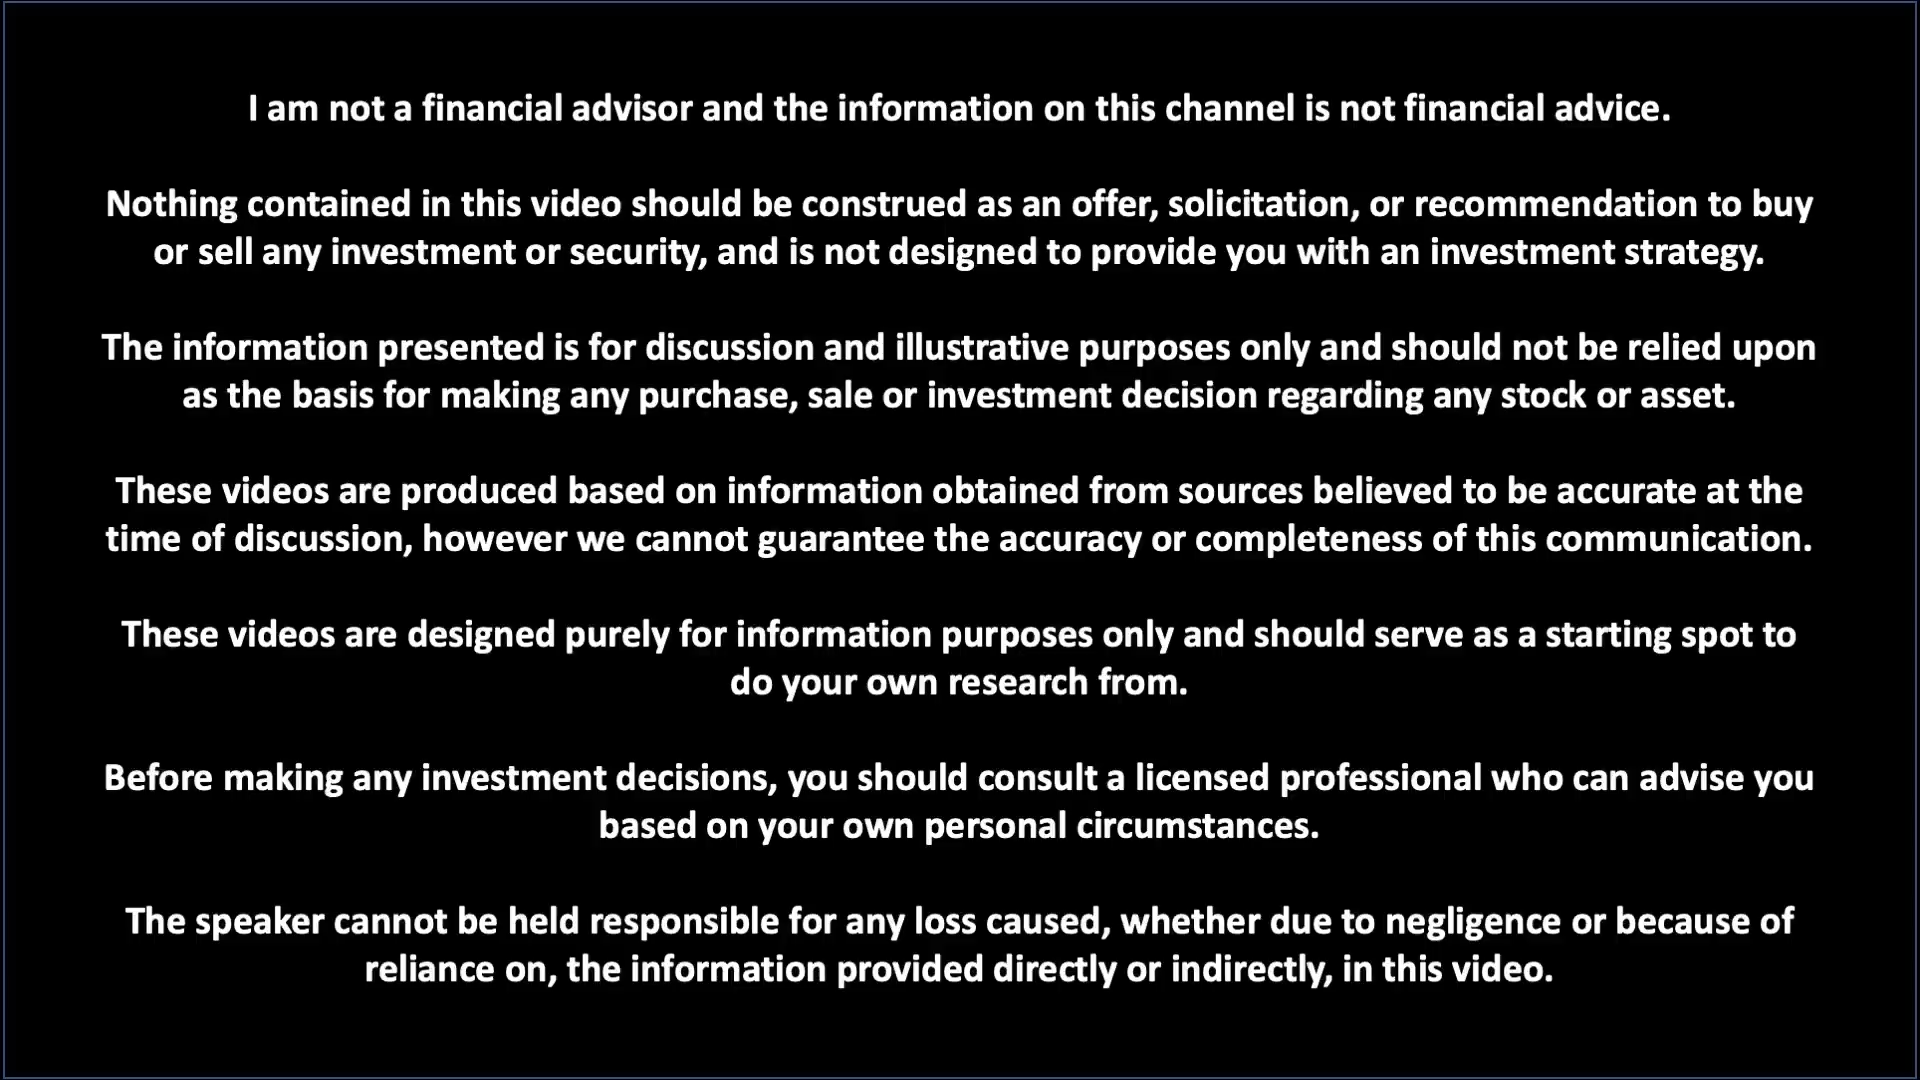 I am not a financial advisor and the information on this channel is not financial advice.
Nothing contained in this video should be construed as an offer, solicitation, or recommendation to buy
or sell any investment or security, and is not designed to provide you with an investment strategy.
The information presented is for discussion and illustrative purposes only and should not be relied upon
as the basis for making any purchase, sale or investment decision regarding any stock or asset.
These videos are produced based on information obtained from sources believed to be accurate at the
time of discussion, however we cannot guarantee the accuracy or completeness of this communication.
These videos are designed purely for information purposes only and should serve as a starting spot to
do your own research from.
Before making any investment decisions, you should consult a licensed professional who can advise you
based on your own personal circumstances.
The speaker cannot be held responsible for any loss caused, whether due to negligence or because of
reliance on, the information provided directly or indirectly, in this video.